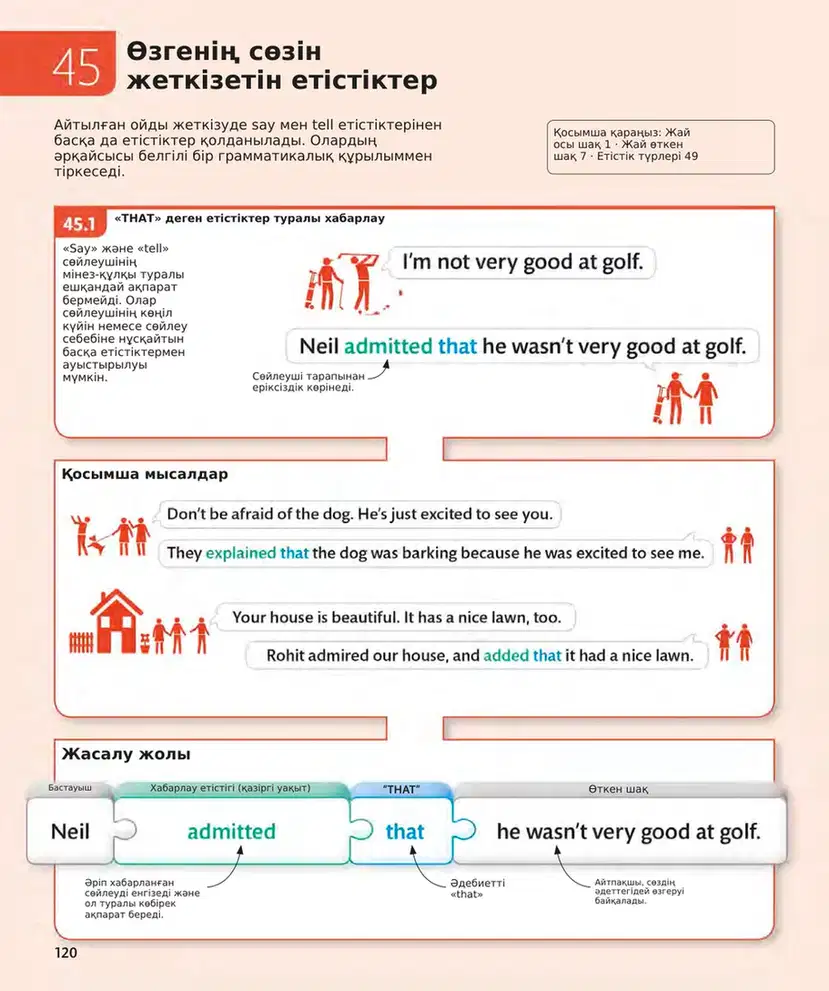 45
Өзгенің сөзін
жеткізетін етістіктер
Айтылған ойды жеткізуде say мен tell етістіктерінен
басқа да етістіктер қолданылады. Олардың
әрқайсысы белгілі бір грамматикалық құрылыммен
тіркеседі.
Қосымша қараңыз: Жай
осы шақ 1 · Жай өткен
шақ 7 · Етістік түрлері 49
45.1
«THAT» деген етістіктер туралы хабарлау
«Say» және «tell»
сөйлеушінің
мінез-құлқы туралы
ешқандай ақпарат
бермейді. Олар
сөйлеушінің көңіл
күйін немесе сөйлеу
себебіне нұсқайтын
басқа етістіктермен
ауыстырылуы
мүмкін.
I'm not very good at golf.
Neil admitted that he wasn't very good at golf.
Сөйлеуші тарапынан
еріксіздік көрінеді.
Қосымша мысалдар
Don't be afraid of the dog. He's just excited to see you.
They explained that the dog was barking because he was excited to see me.
Your house is beautiful. It has a nice lawn, too.
Rohit admired our house, and added that it had a nice lawn.
Жасалу жолы
Бастауыш
Хабарлау етістігі (қазіргі уақыт)
"THAT"
Өткен шақ
Neil
admitted
that
he wasn't very good at golf.
Әріп хабарланған
сөйлеуді енгізеді және
ол туралы көбірек
ақпарат береді.
Әдебиетті
«that»
Айтпақшы, сөздің
әдеттегідей өзгеруі
байқалады.
120